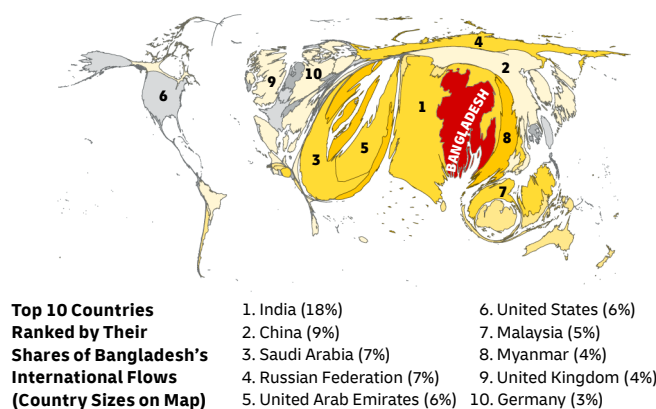 4
9
10
2
6
1
BANGLADESH
8
3
5
7
Top 10 Countries
Ranked by Their
Shares of Bangladesh's
International Flows
(Country Sizes on Map)
1. India (18%)
2. China (9%)
3. Saudi Arabia (7%)
4. Russian Federation (7%)
5. United Arab Emirates (6%)
6. United States (6%)
7. Malaysia (5%)
8. Myanmar (4%)
9. United Kingdom (4%)
10. Germany (3%)